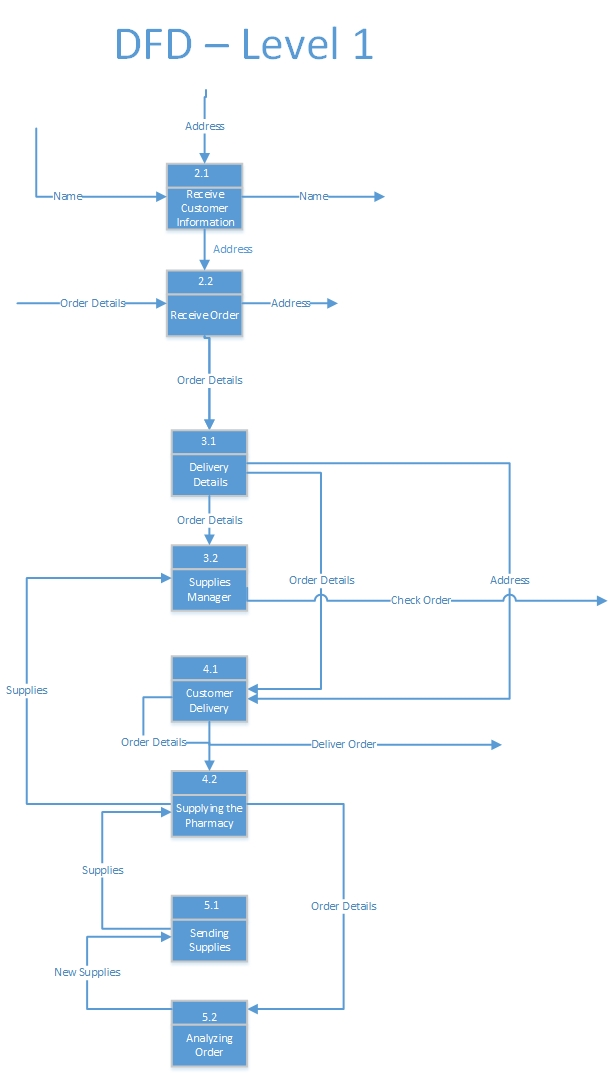 DFD – Level 1
Address
2.1
Name
Receive
Customer
Information
Name
Address
2.2
Order Details
Receive Order
Address
Order Details
3.1
Delivery
Details
Order Details
3.2
Supplies
Manager
Order Details
Address
Check Order
4.1
Customer
Delivery
Supplies
Order Details
Deliver Order
4.2
Supplying the
Pharmacy
Supplies
5.1
Order Details
Sending
Supplies
New Supplies
5.2
Analyzing
Order